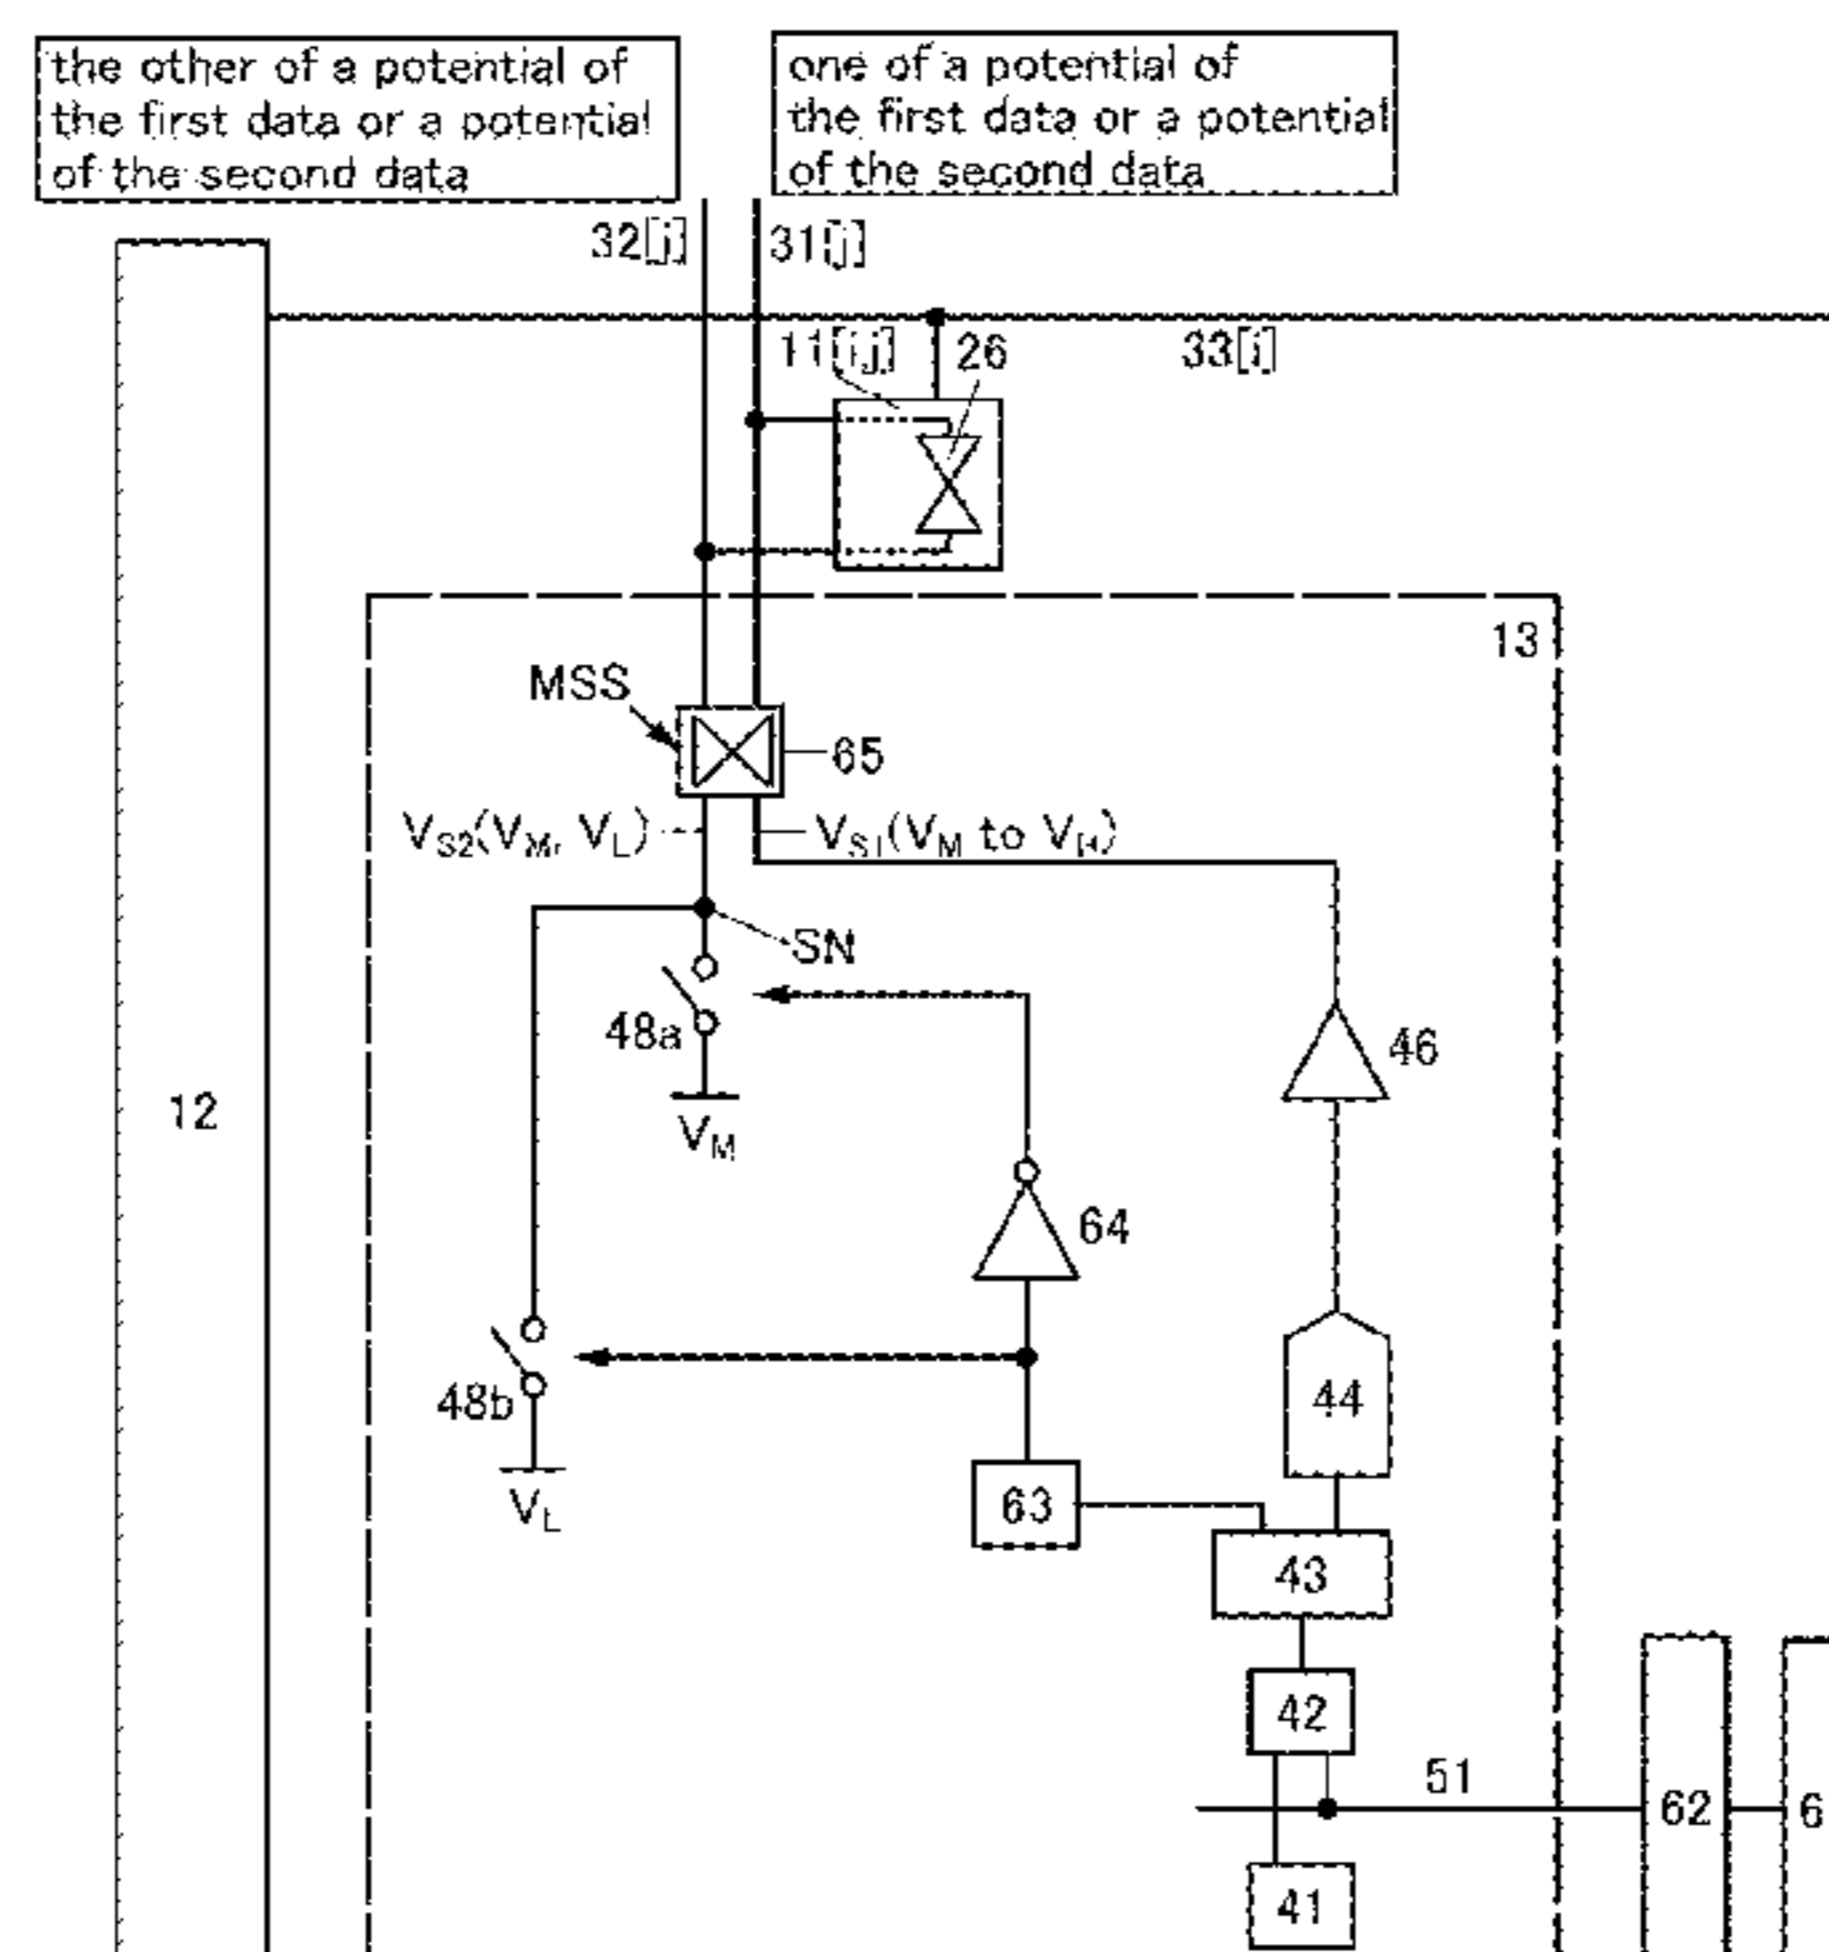 the other of a potential of
the first data or a potential
of the second data
one of a potential of
the first data or a potential
of the second data
32[j]
31[j]
11[i,j]
26
33[i]
13
MSS
65
VS2(VM, VL)
VS1(VM to VH)
SN
48a
46
12
VM
64
44
48b
63
VL
43
42
51
62
6
41